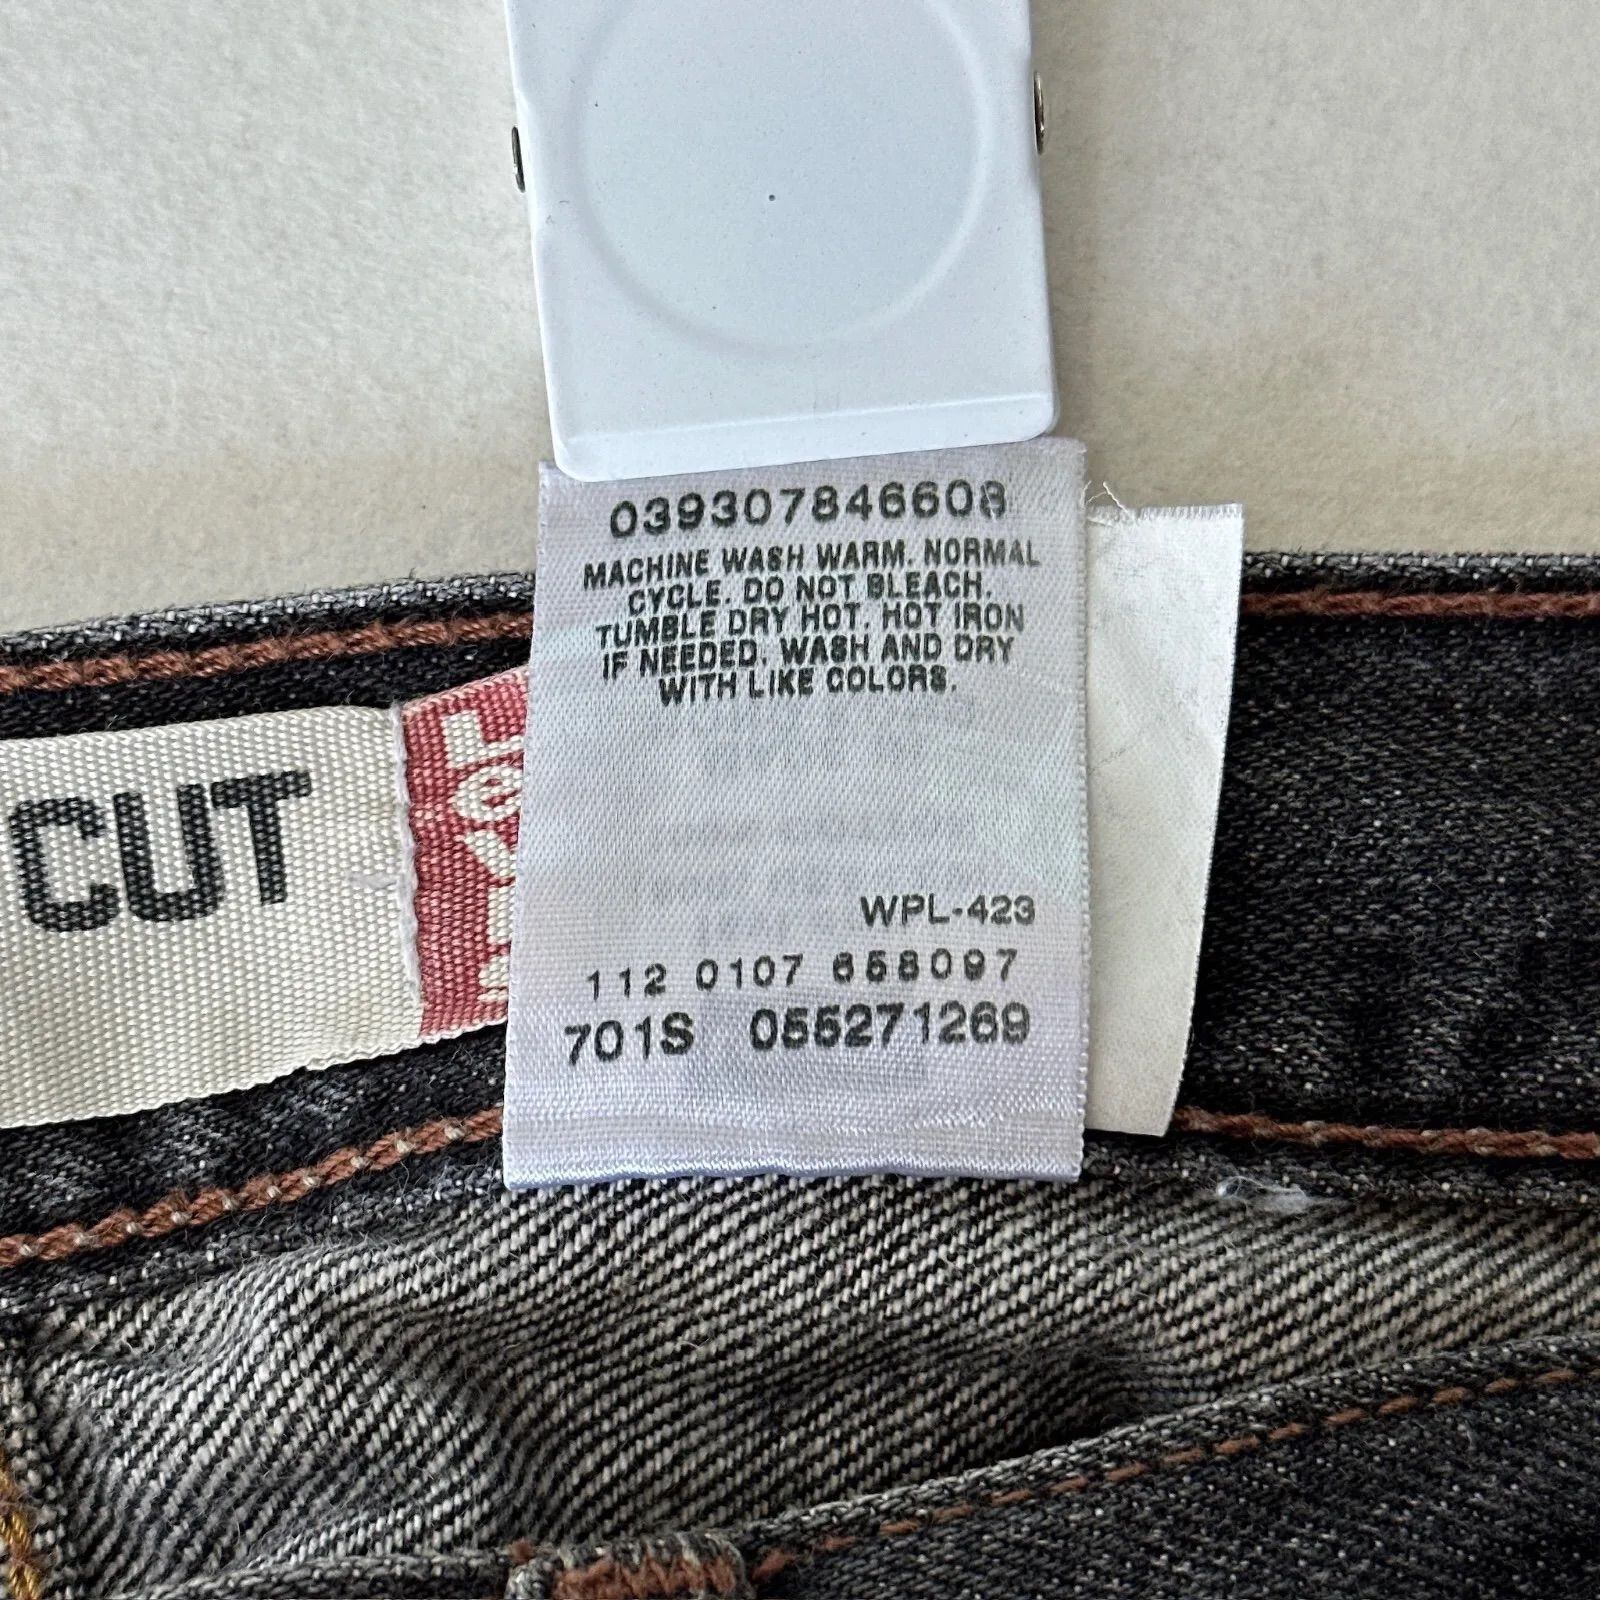 039307846608
MACHINE WASH WARM. NORMAL
CYCLE. DO NOT BLEACH.
TUMBLE DRY HOT. HOT IRON
IF NEEDED. WASH AND DRY
WITH LIKE COLORS.
CUT
LEVI'S
WPL-423
112 0107 658097
701S 055271269